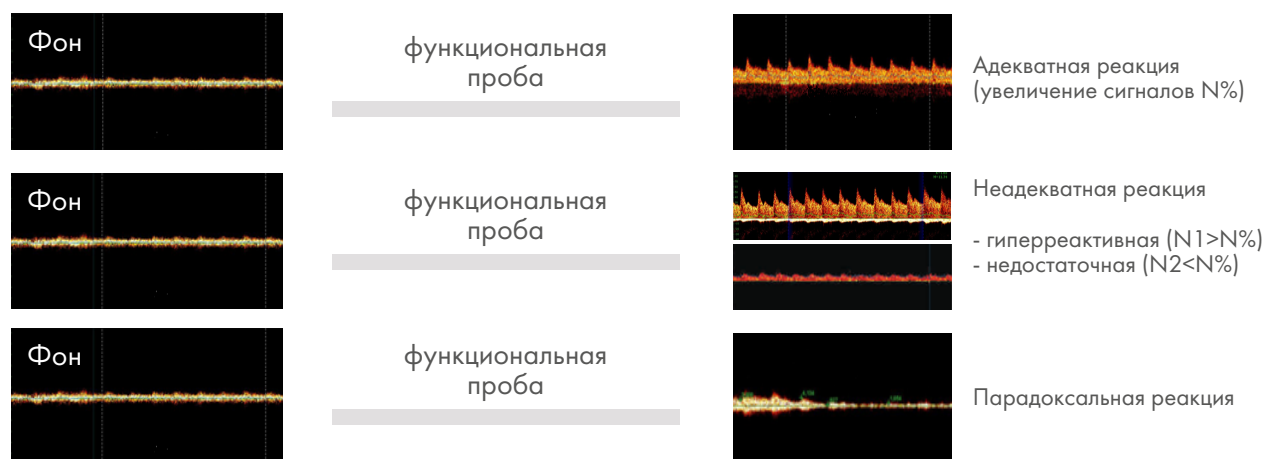 Фон
функциональная
проба
Адекватная реакция
(увеличение сигналов N%)
Фон
функциональная
проба
Неадекватная реакция
- гиперреактивная (N1>N%)
- недостаточная (N2<N%)
Фон
функциональная
проба
Парадоксальная реакция